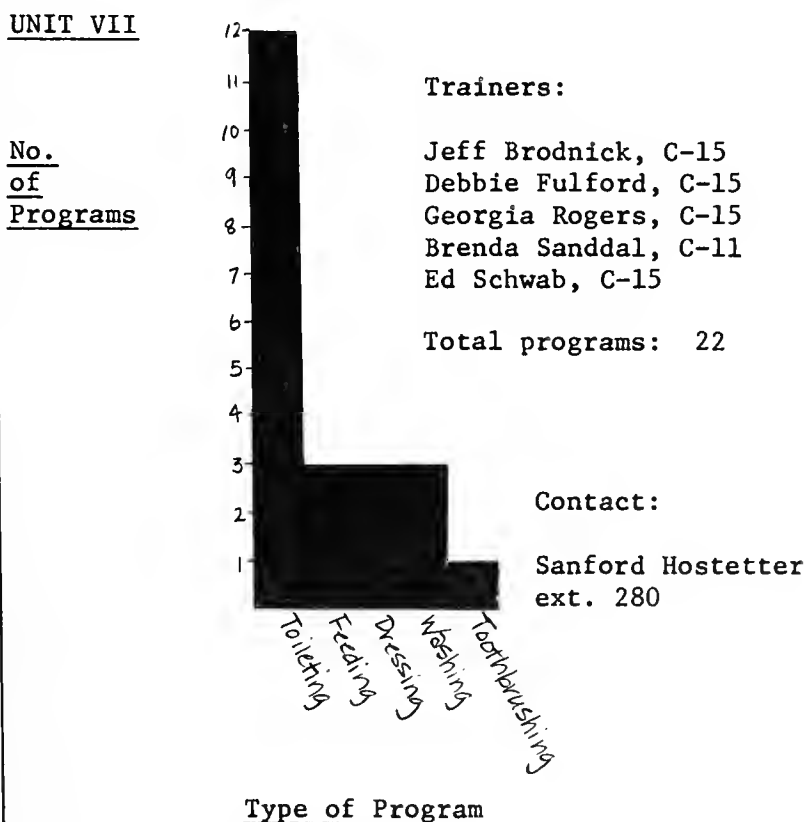 UNIT VII
No.
of
Programs
12
11
10
9
8
7
6
5
4
3
2
1
Trainers:
Jeff Brodnick, C-15
Debbie Fulford, C-15
Georgia Rogers, C-15
Brenda Sanddal, C-11
Ed Schwab, C-15
Total programs: 22
Contact:
Sanford Hostetter
ext. 280
Toileting
Feeding
Dressing
Washing
Toothbrushing
Type of Program